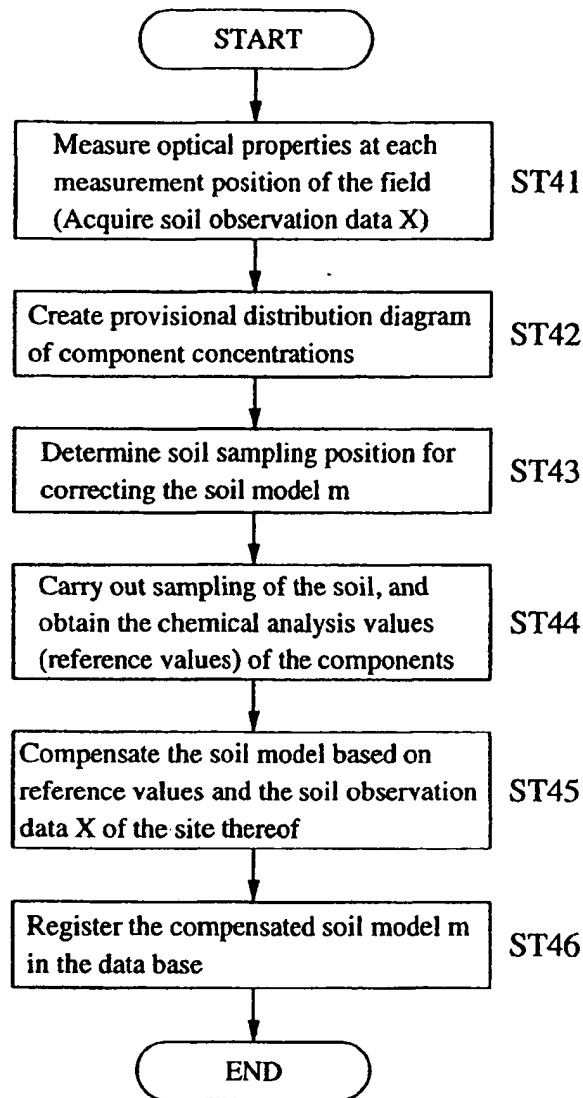 START
Measure optical properties at each
measurement position of the field
(Acquire soil observation data X)
ST41
Create provisional distribution diagram
of component concentrations
ST42
Determine soil sampling position for
correcting the soil model m
ST43
Carry out sampling of the soil, and
obtain the chemical analysis values
(reference values) of the components
ST44
Compensate the soil model based on
reference values and the soil observation
data X of the site thereof
ST45
Register the compensated soil model m
in the data base
ST46
END